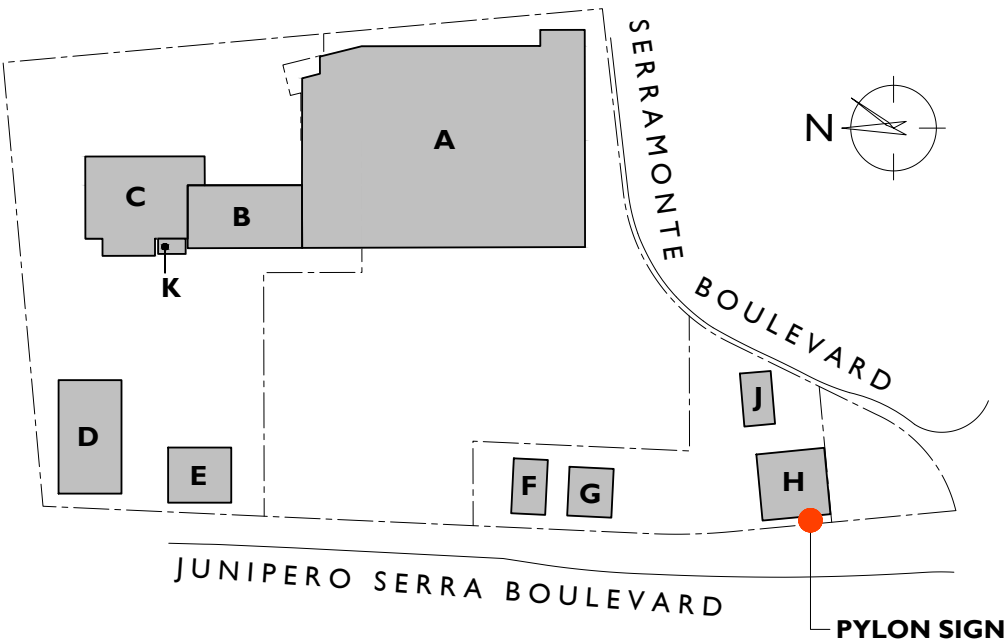 SERRAMONTE BOULEVARD
A
N
C
B
K
J
D
E
F
G
H
JUNIPERO SERRA BOULEVARD
PYLON SIGN